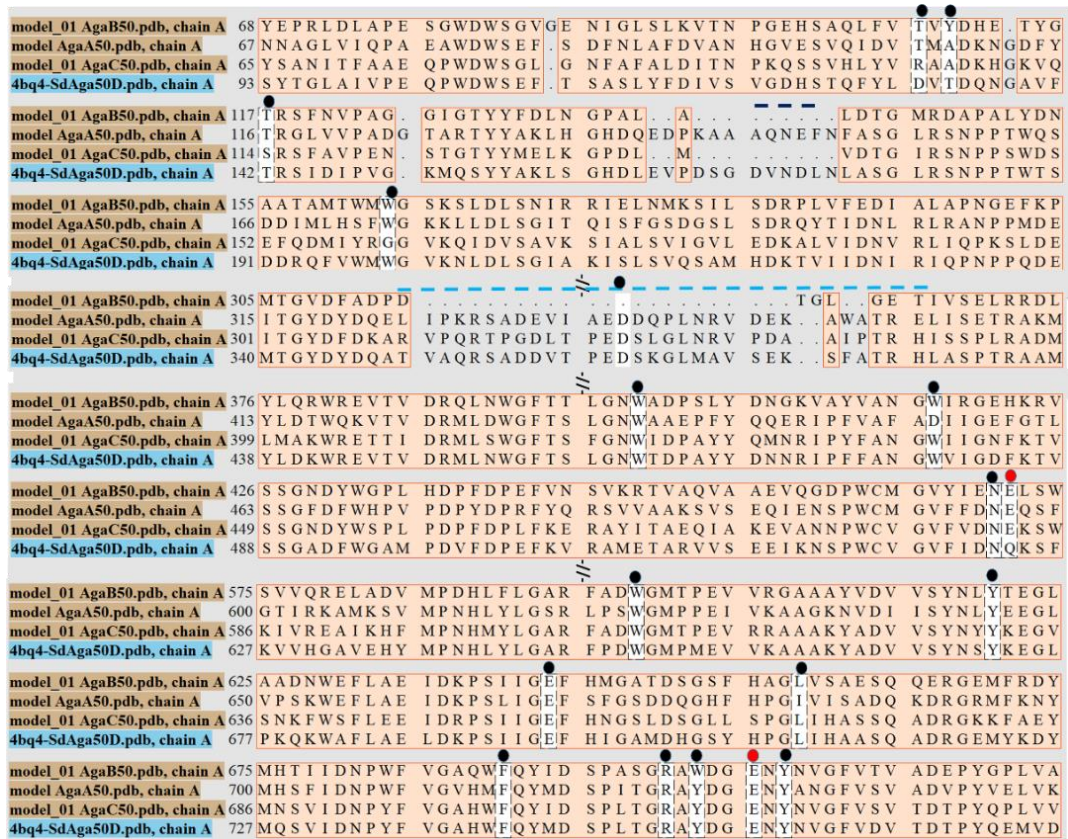 model_01 AgaB50.pdb, chain A 68 YEPRLDLAPE SGWDWSGVGE NIGLSLKVTN PGEHSAQLFV TVYDHE.TYG
model AgaA50.pdb, chain A 67 NNAGLVIQPA EAWDWSEF.S DFNLAFDVAN HGVESVQIDV TMADKNGDFY
model_01 AgaC50.pdb, chain A 65 YSANITFAAE QPWDWSGL.G NFAFALDITN PKQSSVHLYV RAADKHGKVQ
4bq4-SdAga50D.pdb, chain A 93 SYTGLAIVPE QPWDWSEF.T SASLYFDIVS VGDHSTQFYL DVTDQNGAVF
model_01 AgaB50.pdb, chain A 117 TRSFNVPAG. GIGTYYFDLN GPAL..A... .......LDTG MRDAPALYDN
model AgaA50.pdb, chain A 116 TRGLVVPADG TARTYYAKLH GHDQEDPKAA AQNEFNFASG LRSNPPTWQS
model_01 AgaC50.pdb, chain A 114 SRSFAVPEN. STGTYYMELK GPDL..M... .......VDTG IRSNPPSWDS
4bq4-SdAga50D.pdb, chain A 142 TRSIDIPVG. KMQSYYAKLS GHDLEVPDSG DVNDLNLASG LRSNPPTWTS
model_01 AgaB50.pdb, chain A 155 AATAMTWMWG SKSLDLSNIR RIELNMKSIL SDRPLVFEDI ALAPNGEFKP
model AgaA50.pdb, chain A 166 DDIMLHSFWG KKLLDLSGIT QISFGSDGSL SDRQYTIDNL RLANPPMDE
model_01 AgaC50.pdb, chain A 152 EFQDMIYRGG VKQIDVSAVK SIALSVIGVL EDKALVIDNV RLIQPKSLDE
4bq4-SdAga50D.pdb, chain A 191 DDRQFVWMWG VKNLDLSGIA KISLSVQSAM HDKTVIIDNI RIQPNPPQDE
model_01 AgaB50.pdb, chain A 305 MTGVDFADPD .......... .......... ....TGL..GE TIVSELRRDL
model AgaA50.pdb, chain A 315 ITGYDYDQEL IPKRSADEVI AEDDQPLNRV DEK..AWATR ELISETRAKM
model_01 AgaC50.pdb, chain A 301 ITGYDFDKAR VPQRTPGDLT PEDSLGLNRV PDA..AIPTR HISSPLRADM
4bq4-SdAga50D.pdb, chain A 340 MTGYDYDQAT VAQRSADDVT PEDSKGLMAV SEK..SFATR HLASPTRAAM
model_01 AgaB50.pdb, chain A 376 YLQRWREVTV DRQLNWGFTT LGNWADPSLY DNGKVAYVAN GWIRGEHKRV
model AgaA50.pdb, chain A 413 YLDTWQKVTV DRMLDWGFTS LGNWAAEPFY QQERIPFVAF ADIIGEFGTL
model_01 AgaC50.pdb, chain A 399 LMAKWRETTI DRMLDWGFTS FGNWIDPAYY QMNRIPYFAN GWIIGNFKTV
4bq4-SdAga50D.pdb, chain A 438 YLDKWREVTV DRMLNWGFTS LGNWTDPAYY DNNRIPFFAN GWVIGDFKTV
model_01 AgaB50.pdb, chain A 426 SSGNDYWGPL HDPFDPEFVN SVKRTVAQVA AEVQGDPWCM GVYIENELSW
model AgaA50.pdb, chain A 463 SSGFDFWHPV PDPYDPRFYQ RSVVAAKSVS EQIENSPWCM GVFFDNEQSF
model_01 AgaC50.pdb, chain A 449 SSGNDYWSPL PDPFDPLFKE RAYITAEQIA KEVANNPWCV GVFVDNEKSW
4bq4-SdAga50D.pdb, chain A 488 SSGADFWGAM PDVFDPEFKV RAMETARVVS EEIKNSPWCV GVFIDNQKSF
model_01 AgaB50.pdb, chain A 575 SVVQRELADV MPDHLFLGAR FADWGMTPEV VRGAAAYVDV VSYNLYTEGL
model AgaA50.pdb, chain A 600 GTIRKAMKSV MPNHLYLGSR LPSWGMPPEI VKAAGKNVDI ISYNLYEEGL
model_01 AgaC50.pdb, chain A 586 KIVREAIKHF MPNHMYLGAR FADWGMTPEV RRAAAKYADV VSYNYYKEGV
4bq4-SdAga50D.pdb, chain A 627 KVVHGAVEHY MPNHLYLGAR FPDWGMPMEV VKAAAKYADV VSYNSYKEGL
model_01 AgaB50.pdb, chain A 625 AADNWEFLAE IDKPSIIGEF HMGATDSGSF HAGLVSAESQ QERGEMFRDY
model AgaA50.pdb, chain A 650 VPSKWEFLAE IDKPSLIGEF SFGSDDQGHF HPGIVISADQ KDRGRMFKNY
model_01 AgaC50.pdb, chain A 636 SNKFWSFLEE IDRPSIIGEF HNGSLDSGLL SPGLIHASSQ ADRGKKFAEY
4bq4-SdAga50D.pdb, chain A 677 PKQKWAFLAE LDKPSIIGEF HIGAMDHGSY HPGLIHAASQ ADRGEMYKDY
model_01 AgaB50.pdb, chain A 675 MHTIIDNPWF VGAQWFQYID SPASGRAWDG ENYNVGFVTV ADEPYGPLVA
model AgaA50.pdb, chain A 700 MFSIIDNPWF VGVHMFQYMD SPITGRAYDG ENYNAGFVSV ADVPYVELVK
model_01 AgaC50.pdb, chain A 686 MNSVIDNPYF VGAHWFQYID SPLTGRAYDG ENYNVGFVSV TDTPYQPLVV
4bq4-SdAga50D.pdb, chain A 727 MQSVIDNPYF VGAHWFQYMD SPLTGRAYDG ENYNVGFVDV TDTPYQEMVD